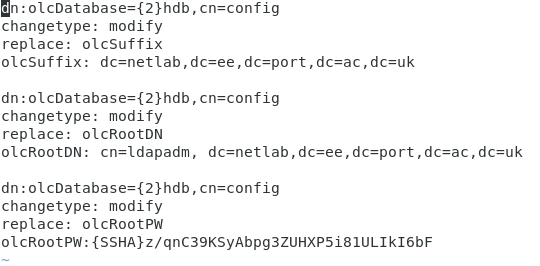 dn:olcDatabase={2}hdb,cn=config
changetype: modify
replace: olcSuffix
olcSuffix: dc=netlab,dc=ee,dc=port,dc=ac,dc=uk

dn:olcDatabase={2}hdb,cn=config
changetype: modify
replace: olcRootDN
olcRootDN: cn=ldapadm, dc=netlab,dc=ee,dc=port,dc=ac,dc=uk

dn:olcDatabase={2}hdb,cn=config
changetype: modify
replace: olcRootPW
olcRootPW:{SSHA}z/qnC39KSyAbpg3ZUHXP5i81ULIkI6bF
~